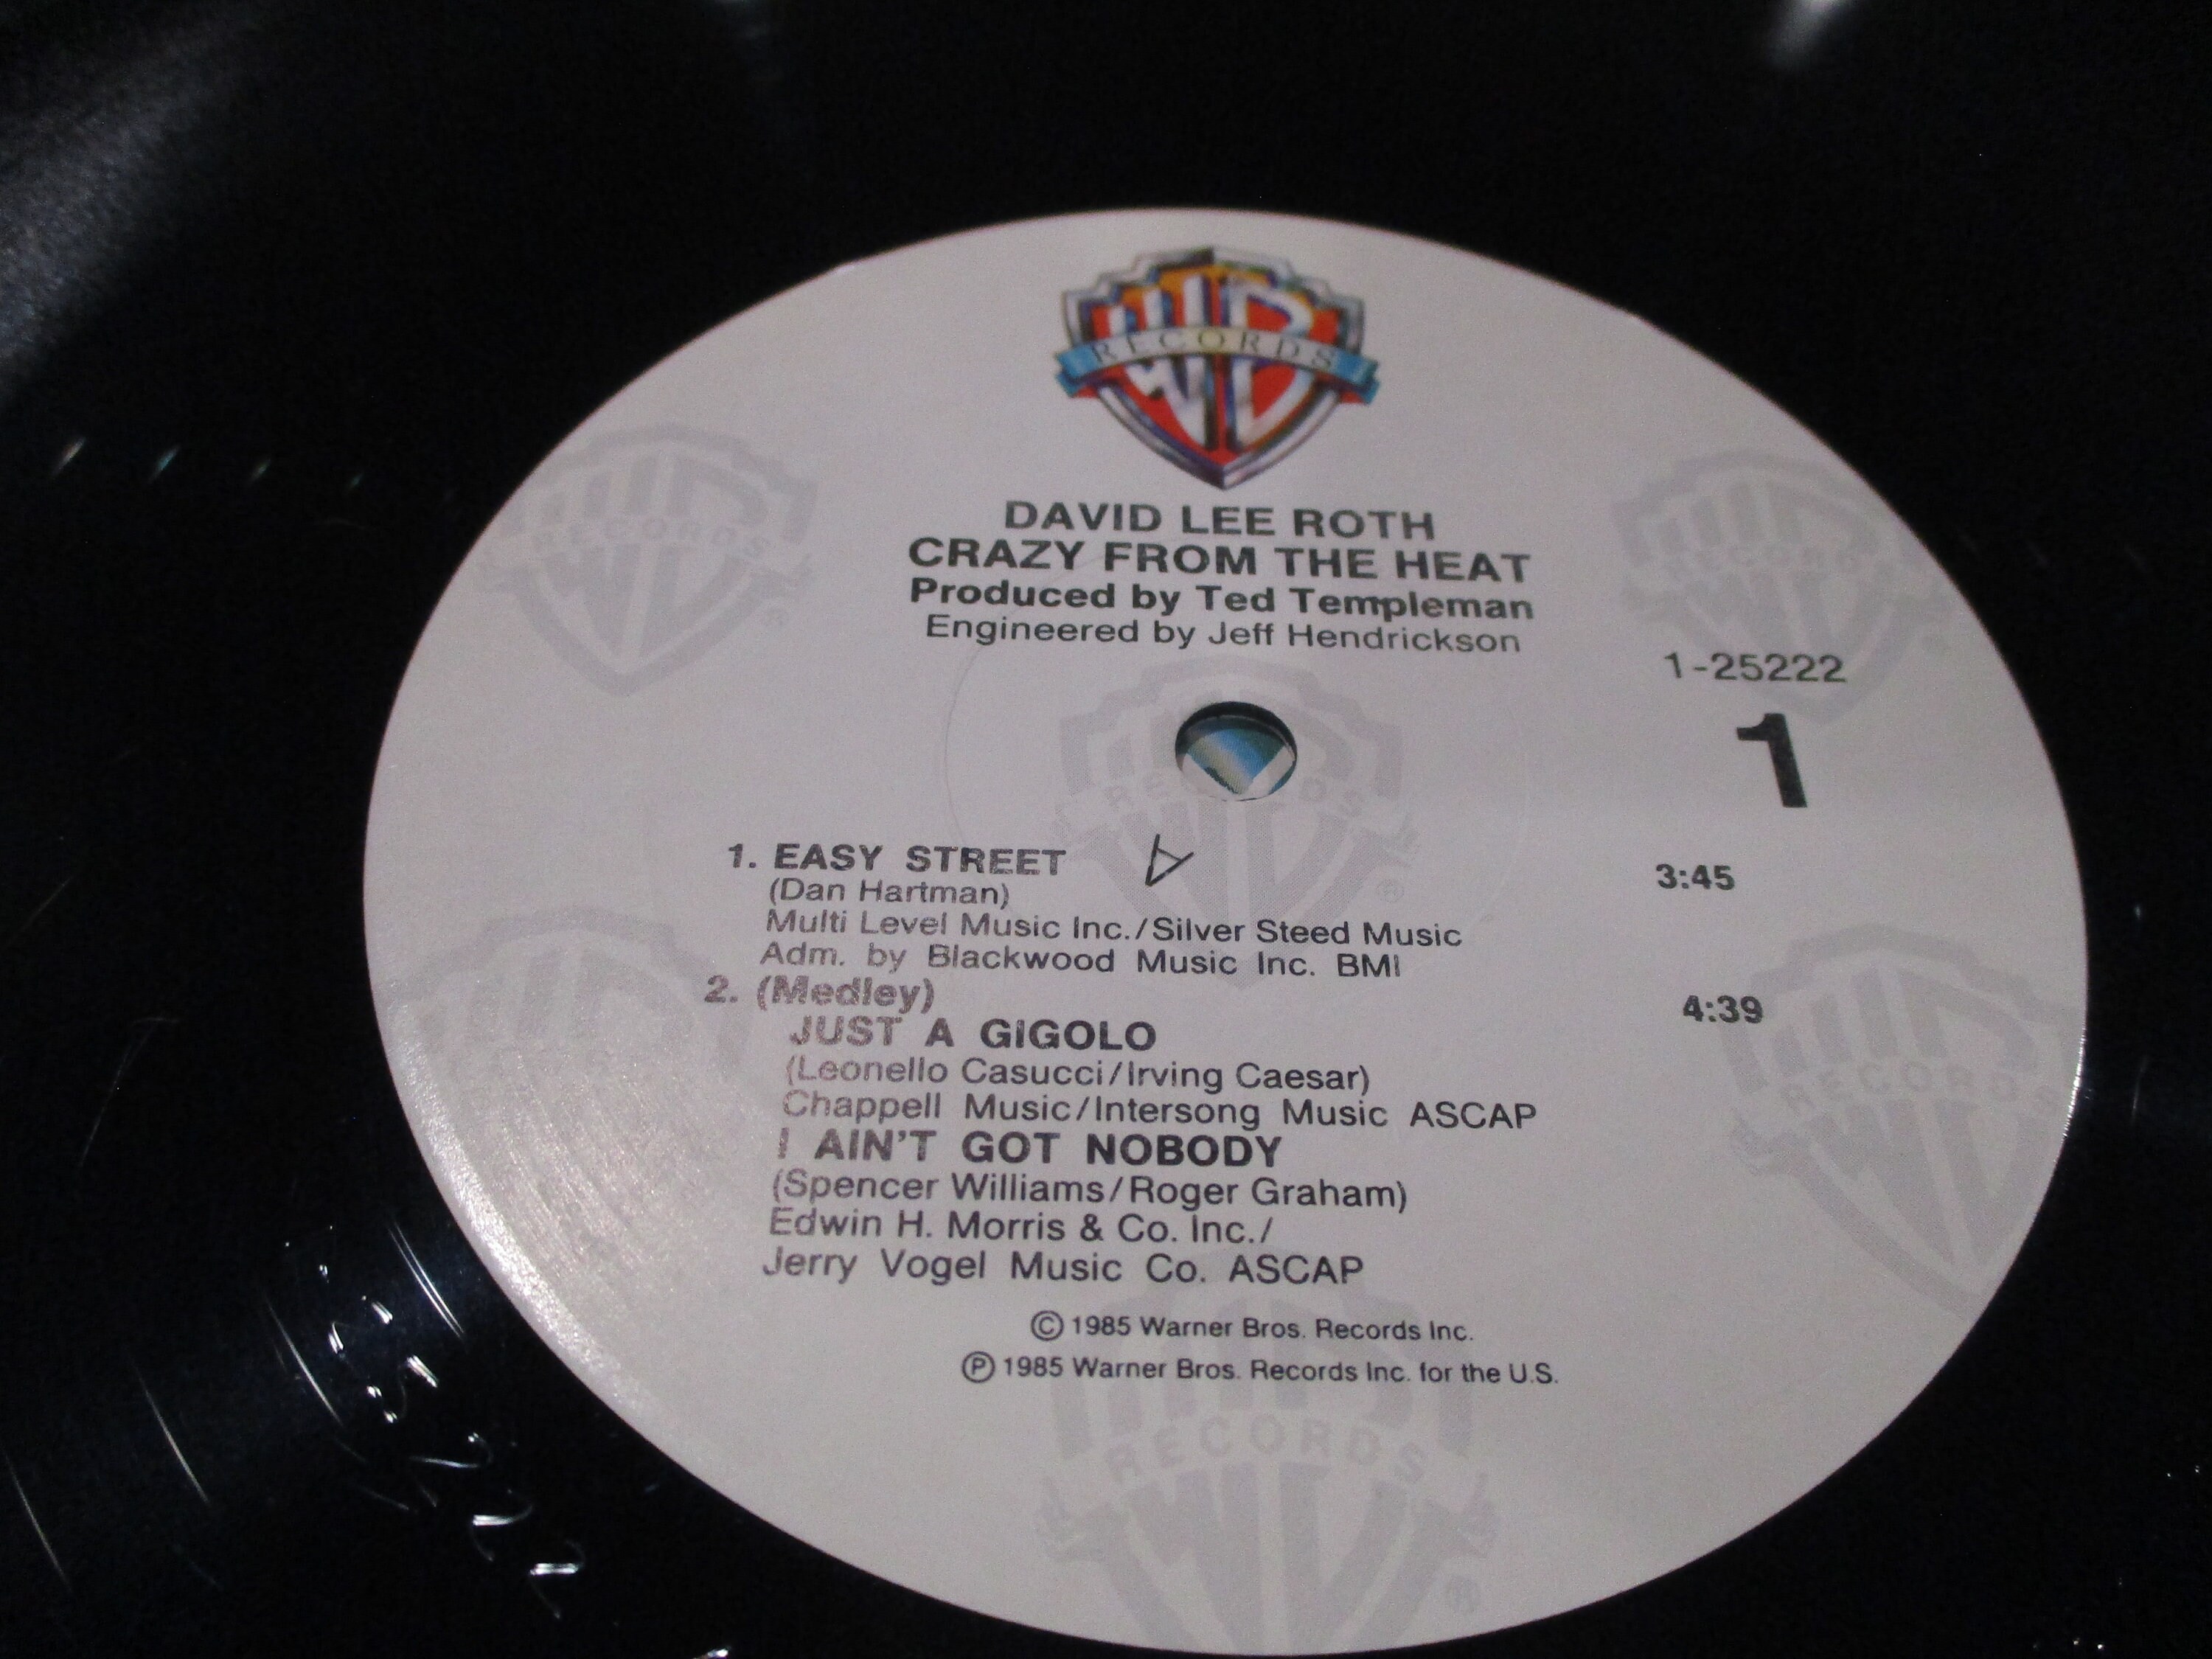 WB
RECORDS
DAVID LEE ROTH
CRAZY FROM THE HEAT
Produced by Ted Templeman
Engineered by Jeff Hendrickson
1-25222
1
1. EASY STREET 3:45
(Dan Hartman)
Multi Level Music Inc./Silver Steed Music
Adm. by Blackwood Music Inc. BMI
2. (Medley) 4:39
JUST A GIGOLO
(Leonello Casucci/Irving Caesar)
Chappell Music/Intersong Music ASCAP
I AIN'T GOT NOBODY
(Spencer Williams/Roger Graham)
Edwin H. Morris & Co. Inc./
Jerry Vogel Music Co. ASCAP
© 1985 Warner Bros. Records Inc.
℗ 1985 Warner Bros. Records Inc. for the U.S.